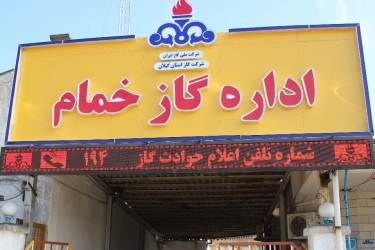 شرکت ملی گاز ایران
شرکت گاز استان گیلان
اداره گاز خمام
شماره تلفن اعلام حوادث گاز ۱۹۴